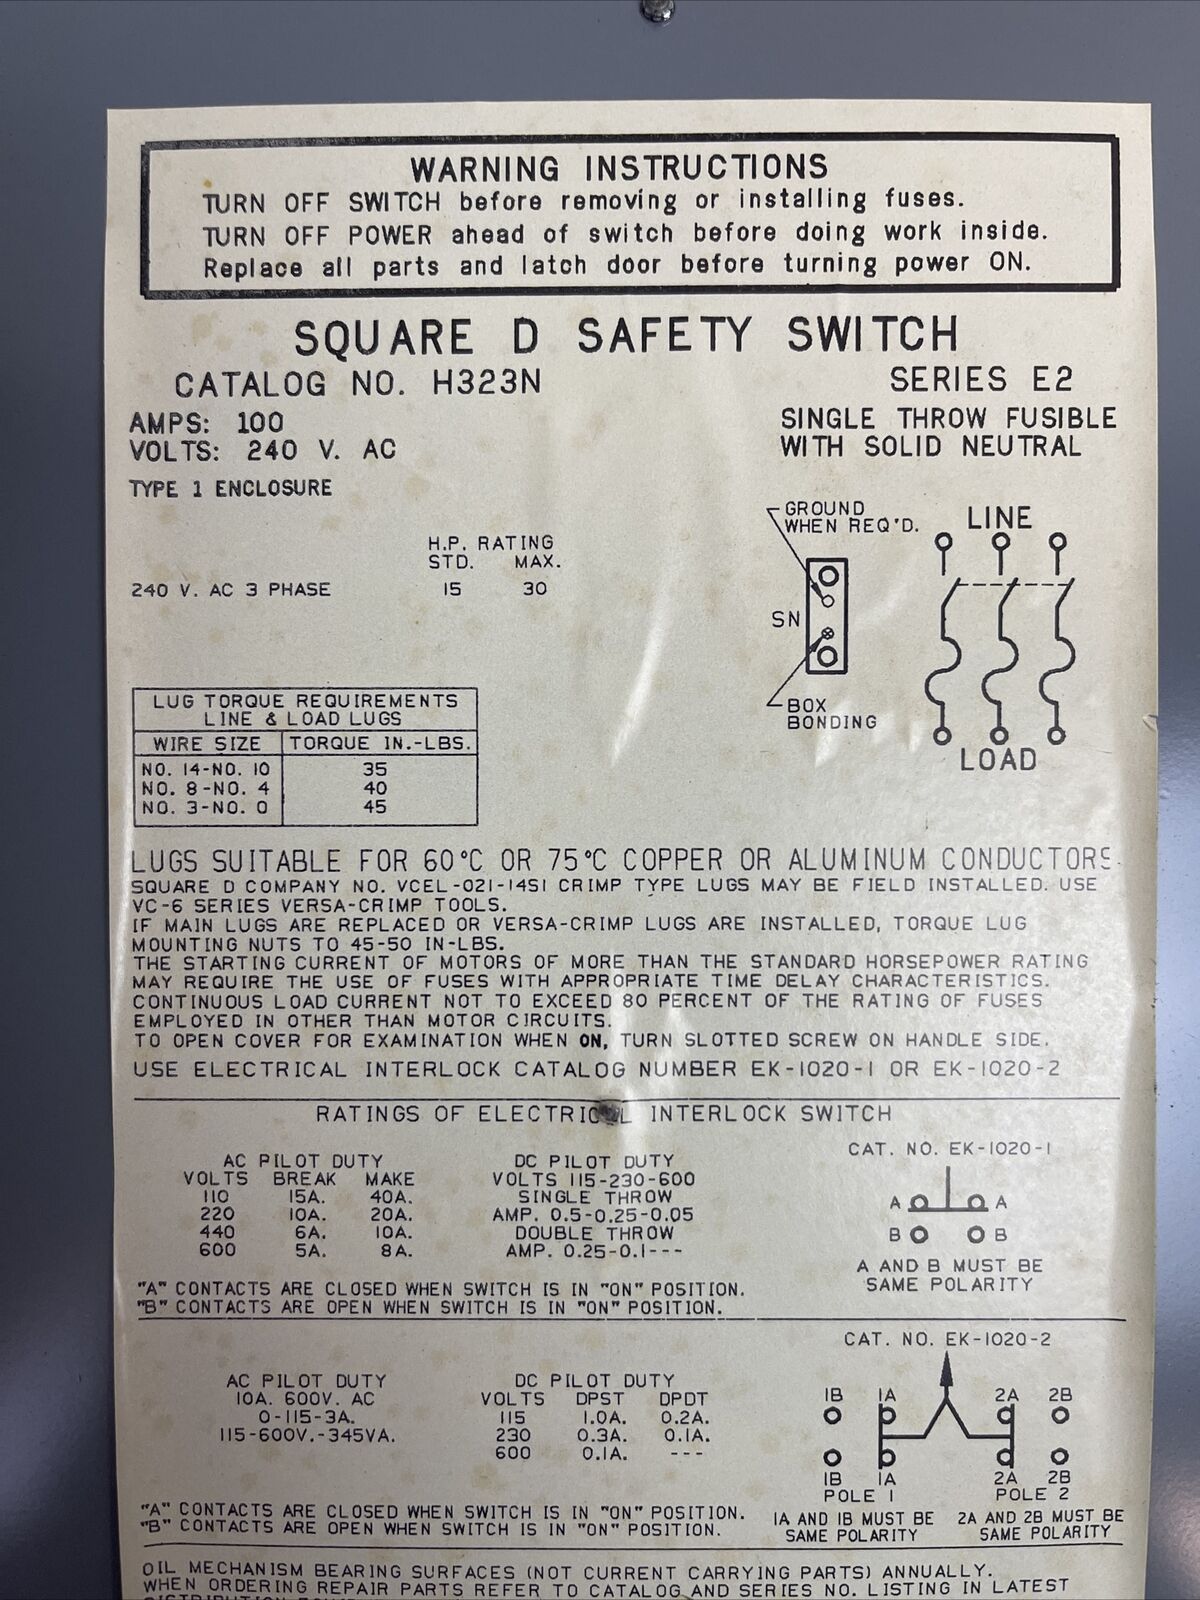 WARNING INSTRUCTIONS
TURN OFF SWITCH before removing or installing fuses.
TURN OFF POWER ahead of switch before doing work inside.
Replace all parts and latch door before turning power ON.
SQUARE D SAFETY SWITCH
CATALOG NO. H323N
SERIES E2
AMPS: 100
VOLTS: 240 V. AC
SINGLE THROW FUSIBLE
WITH SOLID NEUTRAL
TYPE 1 ENCLOSURE
H.P. RATING
STD. MAX.
240 V. AC 3 PHASE 15 30
GROUND
WHEN REQ'D.
LINE
SN
BOX
BONDING
LOAD
LUG TORQUE REQUIREMENTS
LINE & LOAD LUGS
WIRE SIZE TORQUE IN.-LBS.
NO. 14-NO. 10 35
NO. 8-NO. 4 40
NO. 3-NO. 0 45
LUGS SUITABLE FOR 60°C OR 75°C COPPER OR ALUMINUM CONDUCTORS.
SQUARE D COMPANY NO. VCEL-021-14S1 CRIMP TYPE LUGS MAY BE FIELD INSTALLED. USE
VC-6 SERIES VERSA-CRIMP TOOLS.
IF MAIN LUGS ARE REPLACED OR VERSA-CRIMP LUGS ARE INSTALLED, TORQUE LUG
MOUNTING NUTS TO 45-50 IN-LBS.
THE STARTING CURRENT OF MOTORS OF MORE THAN THE STANDARD HORSEPOWER RATING
MAY REQUIRE THE USE OF FUSES WITH APPROPRIATE TIME DELAY CHARACTERISTICS.
CONTINUOUS LOAD CURRENT NOT TO EXCEED 80 PERCENT OF THE RATING OF FUSES
EMPLOYED IN OTHER THAN MOTOR CIRCUITS.
TO OPEN COVER FOR EXAMINATION WHEN ON, TURN SLOTTED SCREW ON HANDLE SIDE.
USE ELECTRICAL INTERLOCK CATALOG NUMBER EK-1020-1 OR EK-1020-2
RATINGS OF ELECTRICAL INTERLOCK SWITCH
AC PILOT DUTY
VOLTS BREAK MAKE
110 15A. 40A.
220 10A. 20A.
440 6A. 10A.
600 5A. 8A.
DC PILOT DUTY
VOLTS 115-230-600
SINGLE THROW
AMP. 0.5-0.25-0.05
DOUBLE THROW
AMP. 0.25-0.1---
CAT. NO. EK-1020-1
A A
B B
A AND B MUST BE
SAME POLARITY
"A" CONTACTS ARE CLOSED WHEN SWITCH IS IN "ON" POSITION.
"B" CONTACTS ARE OPEN WHEN SWITCH IS IN "ON" POSITION.
CAT. NO. EK-1020-2
AC PILOT DUTY
10A. 600V. AC
0-115-3A.
115-600V.-345VA.
DC PILOT DUTY
VOLTS DPST DPDT
115 1.0A. 0.2A.
230 0.3A. 0.1A.
600 0.1A. ---
1B 1A 2A 2B
1B 1A 2A 2B
POLE 1 POLE 2
1A AND 1B MUST BE
SAME POLARITY
2A AND 2B MUST BE
SAME POLARITY
"A" CONTACTS ARE CLOSED WHEN SWITCH IS IN "ON" POSITION.
"B" CONTACTS ARE OPEN WHEN SWITCH IS IN "ON" POSITION.
OIL MECHANISM BEARING SURFACES (NOT CURRENT CARRYING PARTS) ANNUALLY.
WHEN ORDERING REPAIR PARTS REFER TO CATALOG AND SERIES NO. LISTING IN LATEST